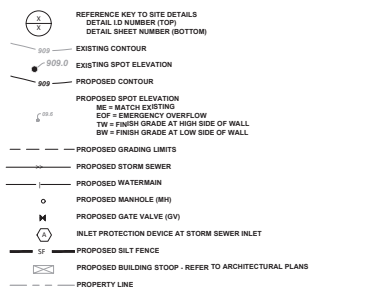 X
X
REFERENCE KEY TO SITE DETAILS
DETAIL I.D NUMBER (TOP)
DETAIL SHEET NUMBER (BOTTOM)
909 EXISTING CONTOUR
909.0 EXISTING SPOT ELEVATION
909 PROPOSED CONTOUR
PROPOSED SPOT ELEVATION
ME = MATCH EXISTING
EOF = EMERGENCY OVERFLOW
09.0 TW = FINISH GRADE AT HIGH SIDE OF WALL
BW = FINISH GRADE AT LOW SIDE OF WALL
PROPOSED GRADING LIMITS
>> PROPOSED STORM SEWER
I PROPOSED WATERMAIN
PROPOSED MANHOLE (MH)
PROPOSED GATE VALVE (GV)
A INLET PROTECTION DEVICE AT STORM SEWER INLET
SF PROPOSED SILT FENCE
PROPOSED BUILDING STOOP - REFER TO ARCHITECTURAL PLANS
PROPERTY LINE